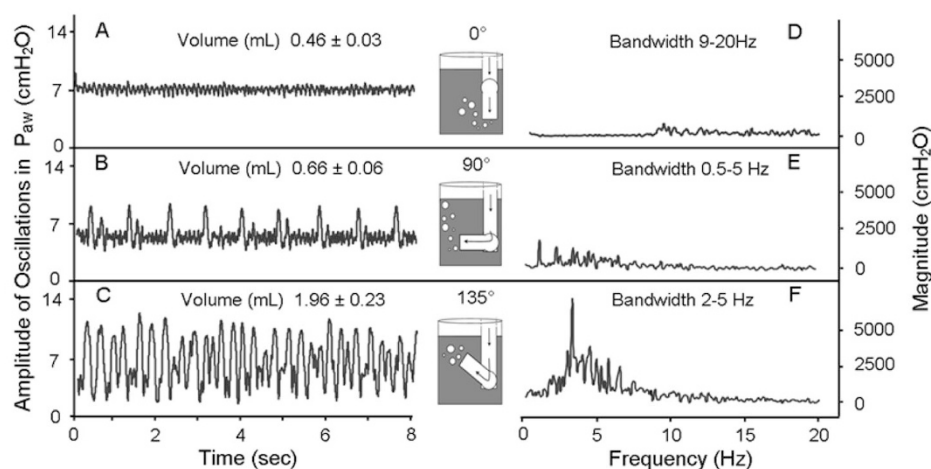 Amplitude of Oscillations in Paw (cmH2O)
A
Volume (mL) 0.46 ± 0.03
0°
Bandwidth 9-20Hz
D
14
7
0
5000
2500
0
B
Volume (mL) 0.66 ± 0.06
90°
Bandwidth 0.5-5 Hz
E
14
7
0
5000
2500
0
C
Volume (mL) 1.96 ± 0.23
135°
Bandwidth 2-5 Hz
F
14
7
0
5000
2500
0
Magnitude (cmH2O)
0 2 4 6 8
Time (sec)
0 5 10 15 20
Frequency (Hz)